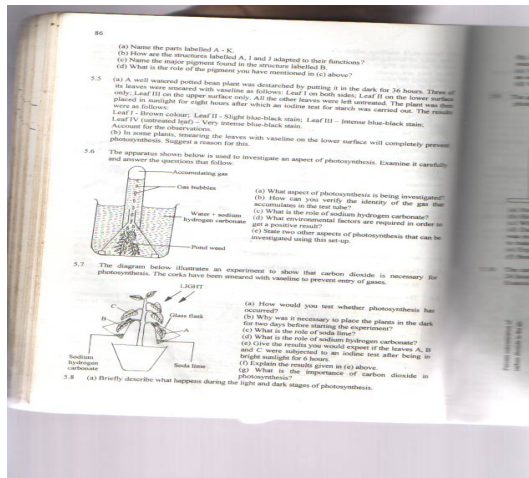 86
(a) Name the parts labelled A - K.
(b) How are the structures labelled A, I and J adapted to their functions?
(c) Name the major pigment found in the structure labelled B.
(d) What is the role of the pigment you have mentioned in (c) above?
5.5 (a) A well watered potted bean plant was destarched by putting it in the dark for 36 hours. Three of
its leaves were smeared with vaseline as follows: Leaf I on both sides; Leaf II on the lower surface
only; Leaf III on the upper surface only. All the other leaves were left untreated. The plant was then
placed in sunlight for eight hours after which an iodine test for starch was carried out. The results
were as follows:
Leaf I - Brown colour; Leaf II - Slight blue-black stain; Leaf III – Intense blue-black stain;
Leaf IV (untreated leaf) – Very intense blue-black stain.
Account for the observations.
(b) In some plants, smearing the leaves with vaseline on the lower surface will completely prevent
photosynthesis. Suggest a reason for this.
5.6 The apparatus shown below is used to investigate an aspect of photosynthesis. Examine it carefully
and answer the questions that follow.
Accumulating gas
Gas bubbles
Water + sodium
hydrogen carbonate
Pond weed
(a) What aspect of photosynthesis is being investigated?
(b) How can you verify the identity of the gas that
accumulates in the test tube?
(c) What is the role of sodium hydrogen carbonate?
(d) What environmental factors are required in order to
get a positive result?
(e) State two other aspects of photosynthesis that can be
investigated using this set-up.
5.7 The diagram below illustrates an experiment to show that carbon dioxide is necessary for
photosynthesis. The corks have been smeared with vaseline to prevent entry of gases.
LIGHT
C
B
Glass flask
A
Sodium
hydrogen
carbonate
Soda lime
(a) How would you test whether photosynthesis has
occurred?
(b) Why was it necessary to place the plants in the dark
for two days before starting the experiment?
(c) What is the role of soda lime?
(d) What is the role of sodium hydrogen carbonate?
(e) Give the results you would expect if the leaves A, B
and C were subjected to an iodine test after being in
bright sunlight for 6 hours.
(f) Explain the results given in (e) above.
(g) What is the importance of carbon dioxide in
photosynthesis?
5.8 (a) Briefly describe what happens during the light and dark stages of photosynthesis.